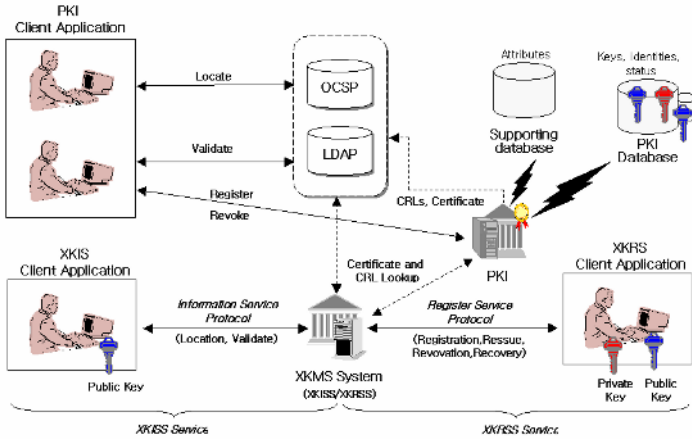 PKI
Client Application
Locate
Validate
Register
Revoke
OCSP
LDAP
Attributes
Supporting
database
Keys, Identities,
status
PKI
Database
CRLs, Certificate
PKI
Certificate and
CRL Lookup
XKIS
Client Application
Information Service
Protocol
(Location, Validate)
Public Key
XKMS System
(XKISS/XKRSS)
Register Service
Protocol
(Registration,Ressue,
Revovation,Recovery)
XKRS
Client Application
Private
Key
Public
Key
XKISS Service
XKRSS Service